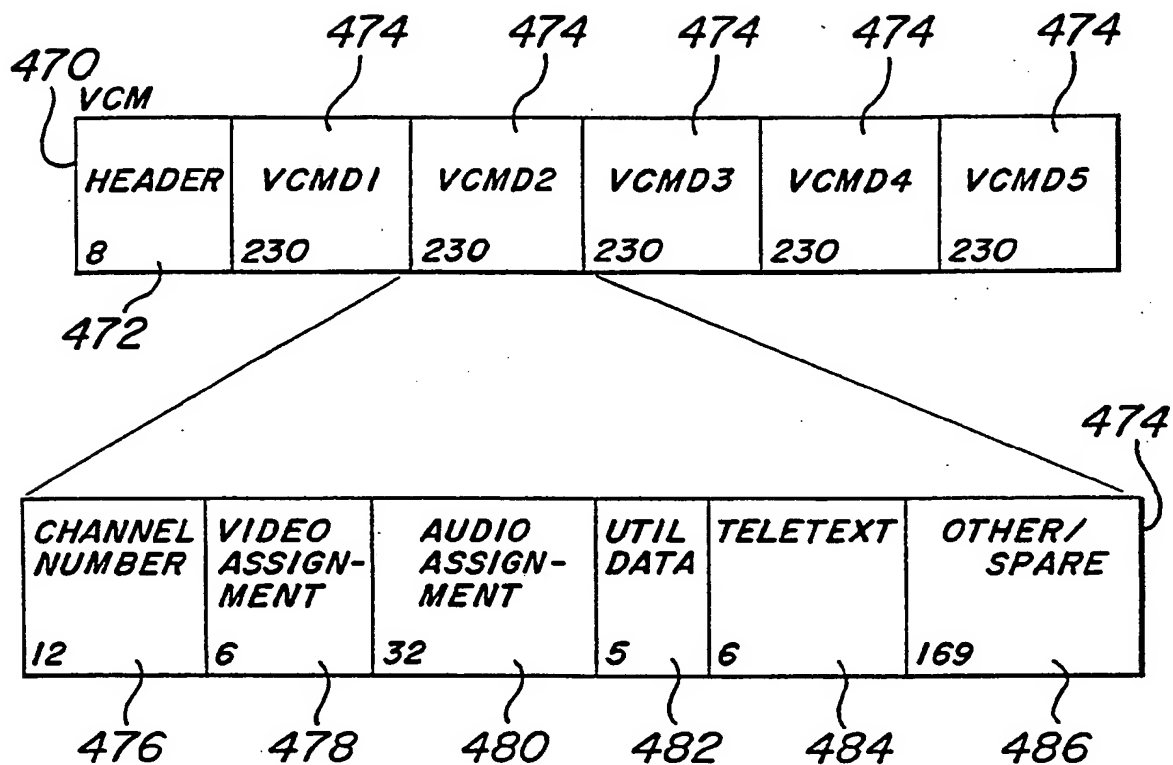 474 474 474 474 474
470
VCM
HEADER VCMD1 VCMD2 VCMD3 VCMD4 VCMD5
8 230 230 230 230 230
472
474
CHANNEL NUMBER
VIDEO ASSIGN-
MENT
AUDIO ASSIGN-
MENT
UTIL DATA
TELETEXT
OTHER/
SPARE
12 6 32 5 6 169
476 478 480 482 484 486